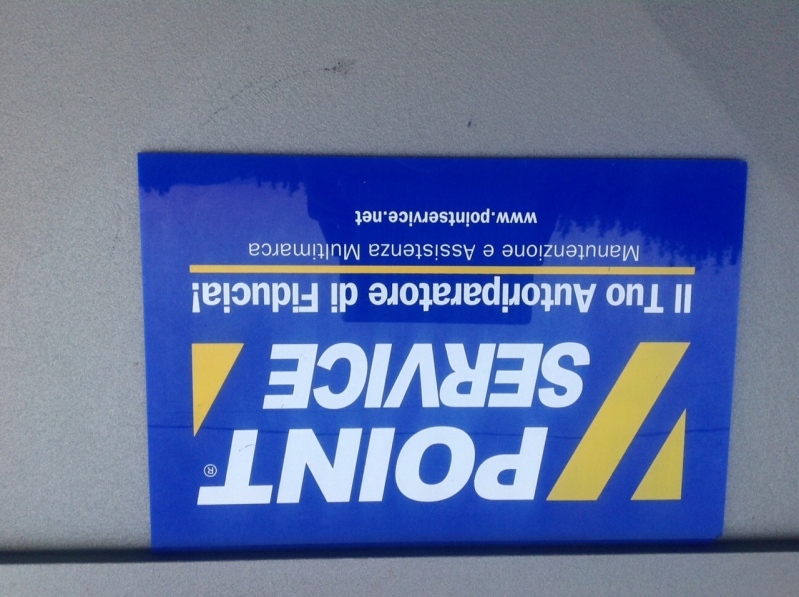 POINT®
SERVICE
Il Tuo Autoriparatore di Fiducia!
Manutenzione e Assistenza Multimarca
www.pointservice.net